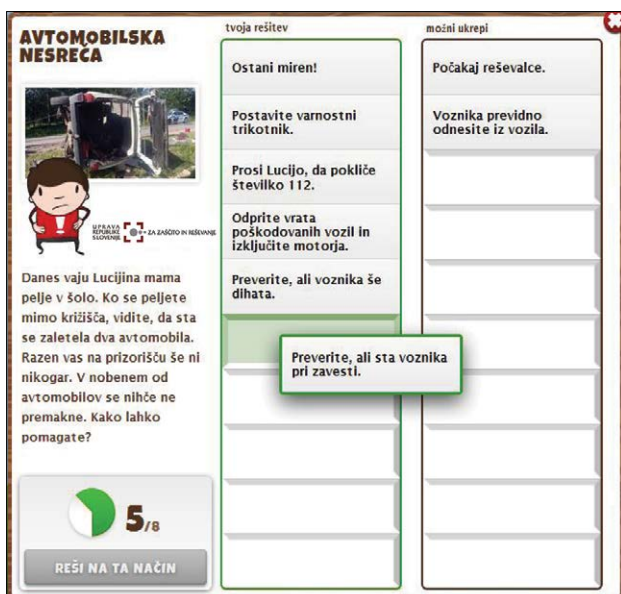 AVTOMOBILSKA
NESREČA
UPRAVA
REPUBLIKE
SLOVENIJE
ZA ZAŠČITO IN REŠEVANJE
Danes vaju Lucijina mama
pelje v šolo. Ko se peljete
mimo križišča, vidite, da sta
se zaletela dva avtomobila.
Razen vas na prizorišču še ni
nikogar. V nobenem od
avtomobilov se nihče ne
premakne. Kako lahko
pomagate?
5/8
REŠI NA TA NAČIN
tvoja rešitev
Ostani miren!
Postavite varnostni
trikotnik.
Prosi Lucijo, da pokliče
številko 112.
Odprite vrata
poškodovanih vozil in
izključite motorja.
Preverite, ali voznika še
dihata.
Preverite, ali sta voznika
pri zavesti.
možni ukrepi
Počakaj reševalce.
Voznika previdno
odnesite iz vozila.